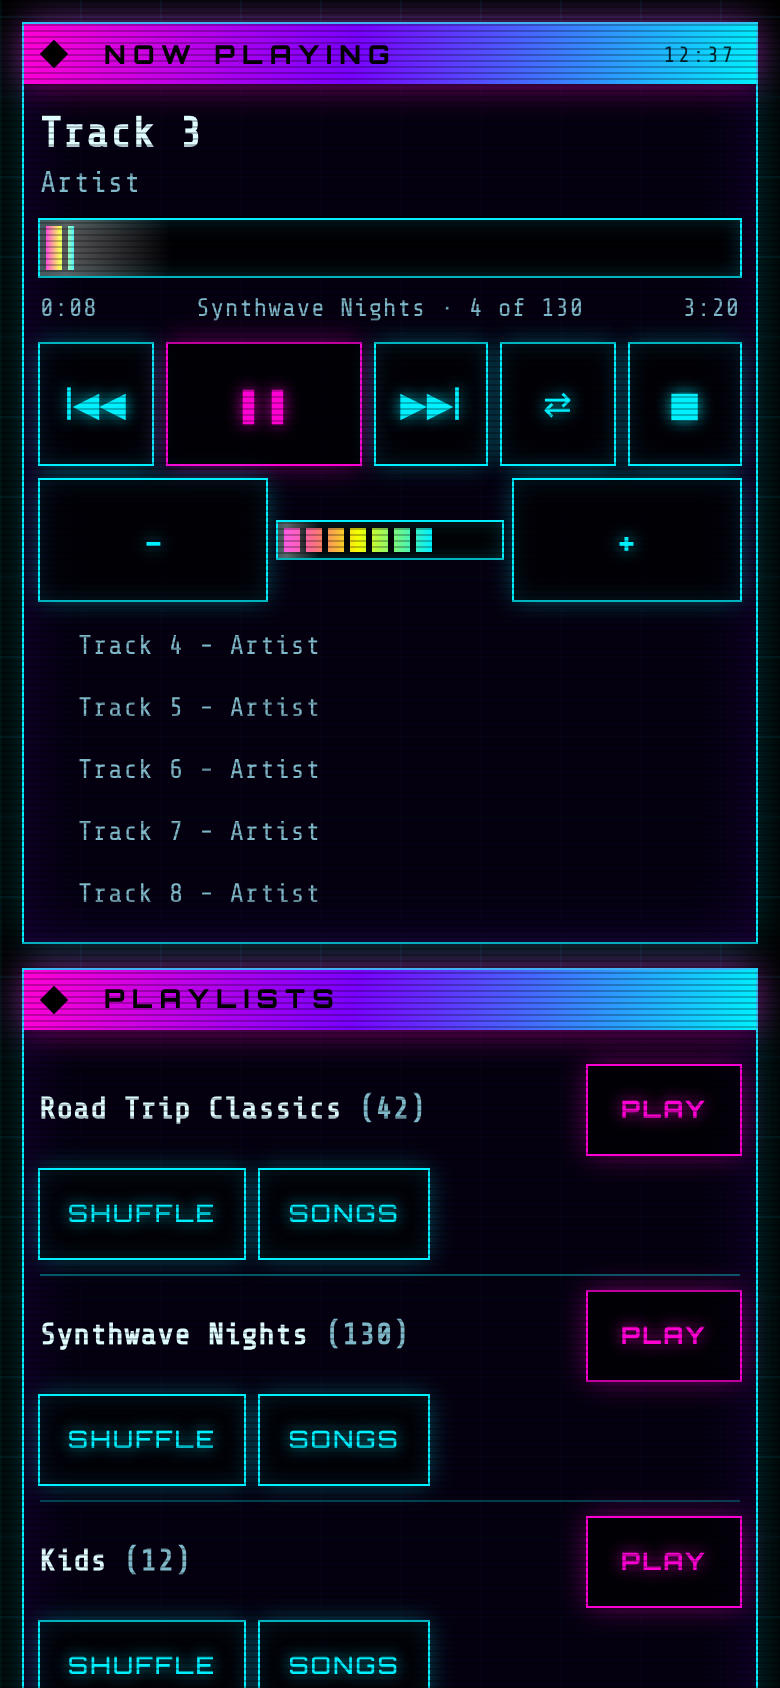 NOW PLAYING 12:37
Track 3
Artist
0:08 Synthwave Nights · 4 of 130 3:20
-
+
Track 4 - Artist
Track 5 - Artist
Track 6 - Artist
Track 7 - Artist
Track 8 - Artist
PLAYLISTS
Road Trip Classics (42) PLAY
SHUFFLE SONGS
Synthwave Nights (130) PLAY
SHUFFLE SONGS
Kids (12) PLAY
SHUFFLE SONGS